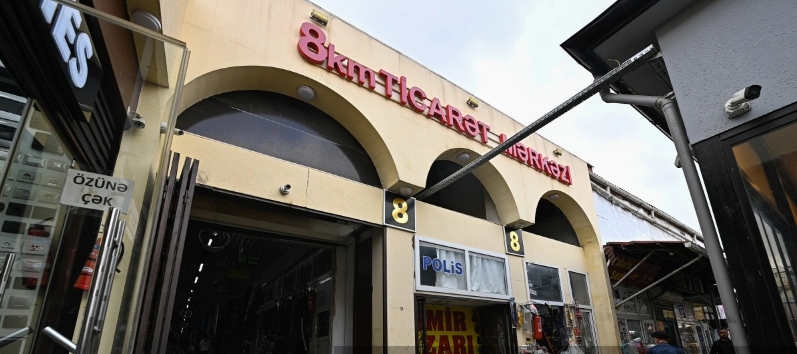 8km TİCARƏT MƏRKƏZİ
ÖZÜNƏ
ÇƏK
8
8
POLİS
MİR
ZARI